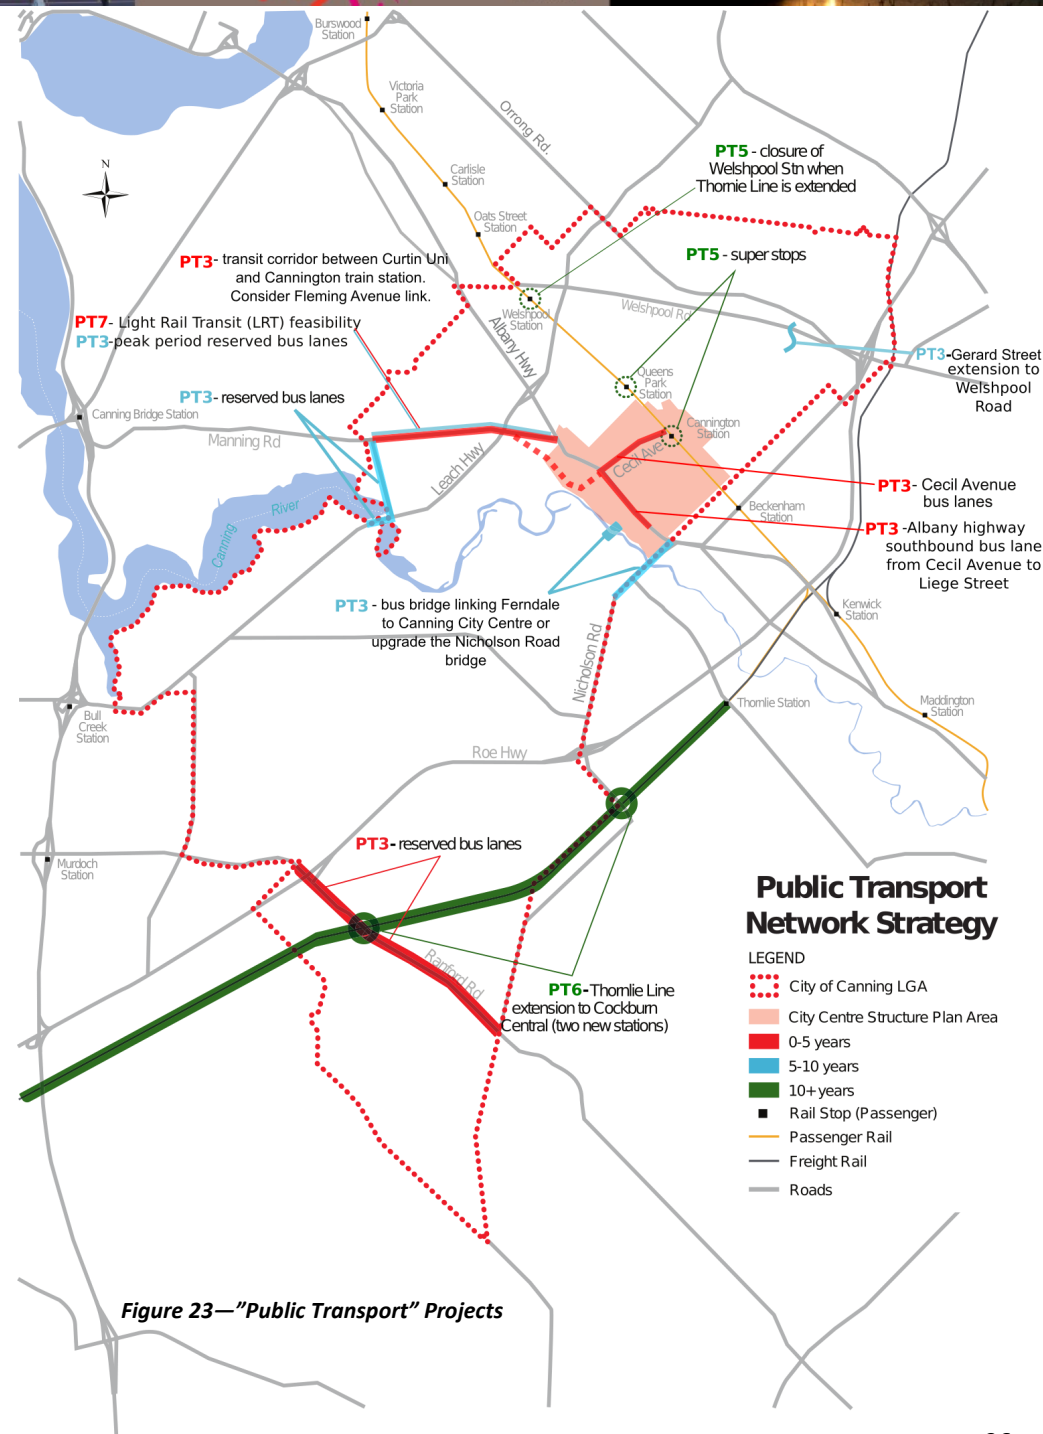 Burswood
Station
Victoria
Park
Station
Orrong Rd.
Carlisle
Station
PT5 - closure of
Welshpool Stn when
Thornie Line is extended
N
Oats Street
Station
PT3- transit corridor between Curtin Uni
and Cannington train station.
Consider Fleming Avenue link.
PT5 - super stops
PT7- Light Rail Transit (LRT) feasibility
PT3-peak period reserved bus lanes
Welshpool
Station
Welshpool Rd
Albany Hwy
PT3-Gerard Street
extension to
Welshpool
Road
Queens
Park
Station
PT3- reserved bus lanes
Canning Bridge Station
Manning Rd
Cannington
Station
Leach Hwy
Cecil Ave
PT3- Cecil Avenue
bus lanes
Canning
River
Beckenham
Station
PT3 -Albany highway
southbound bus lane
from Cecil Avenue to
Liege Street
PT3 - bus bridge linking Ferndale
to Canning City Centre or
upgrade the Nicholson Road
bridge
Kenwick
Station
Nicholson Rd
Bull
Creek
Station
Thornlie Station
Maddington
Station
Roe Hwy
PT3- reserved bus lanes
Murdoch
Station
Ranford Rd
PT6-Thornlie Line
extension to Cockburn
Central (two new stations)
Public Transport
Network Strategy
LEGEND
City of Canning LGA
City Centre Structure Plan Area
0-5 years
5-10 years
10+ years
Rail Stop (Passenger)
Passenger Rail
Freight Rail
Roads
Figure 23—”Public Transport” Projects